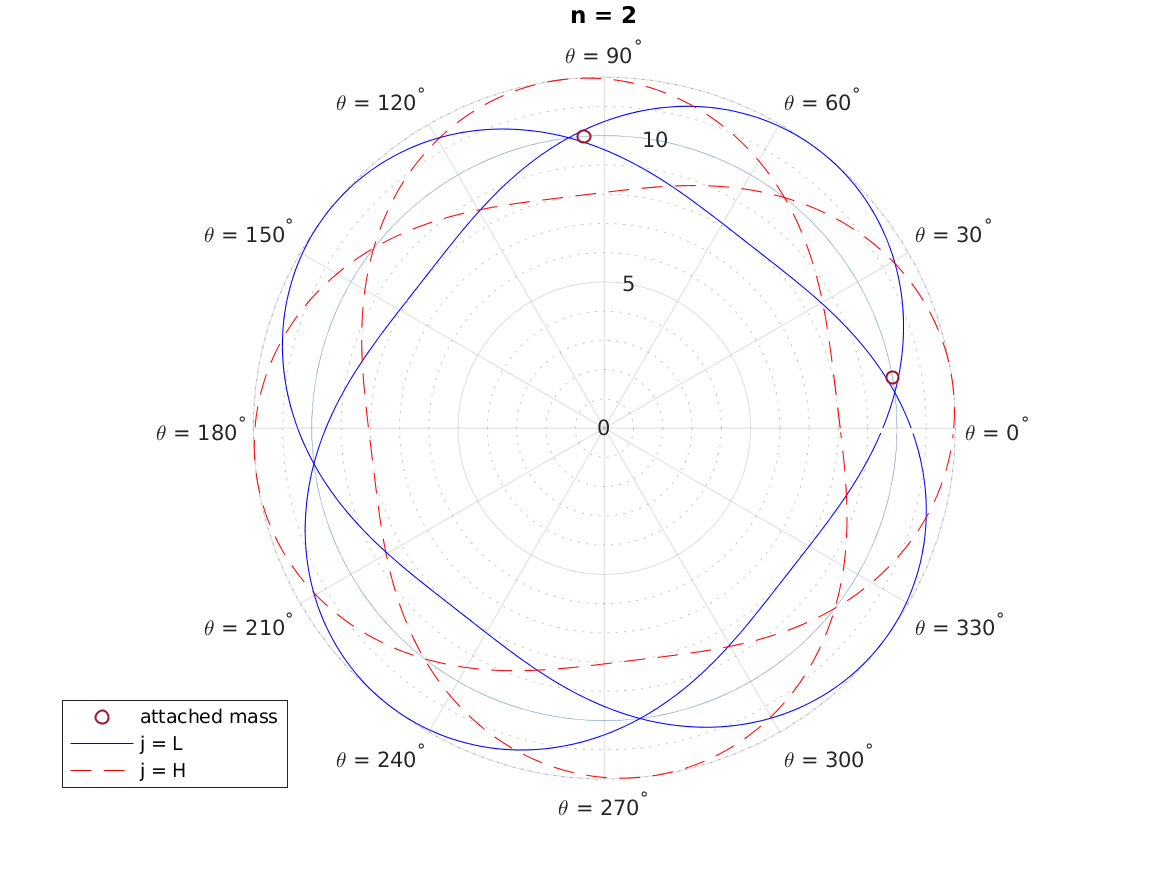 n = 2
θ = 90°
θ = 120°
θ = 60°
10
θ = 150°
θ = 30°
5
θ = 180°
0
θ = 0°
θ = 210°
θ = 330°
attached mass
j = L
j = H
θ = 240°
θ = 300°
θ = 270°